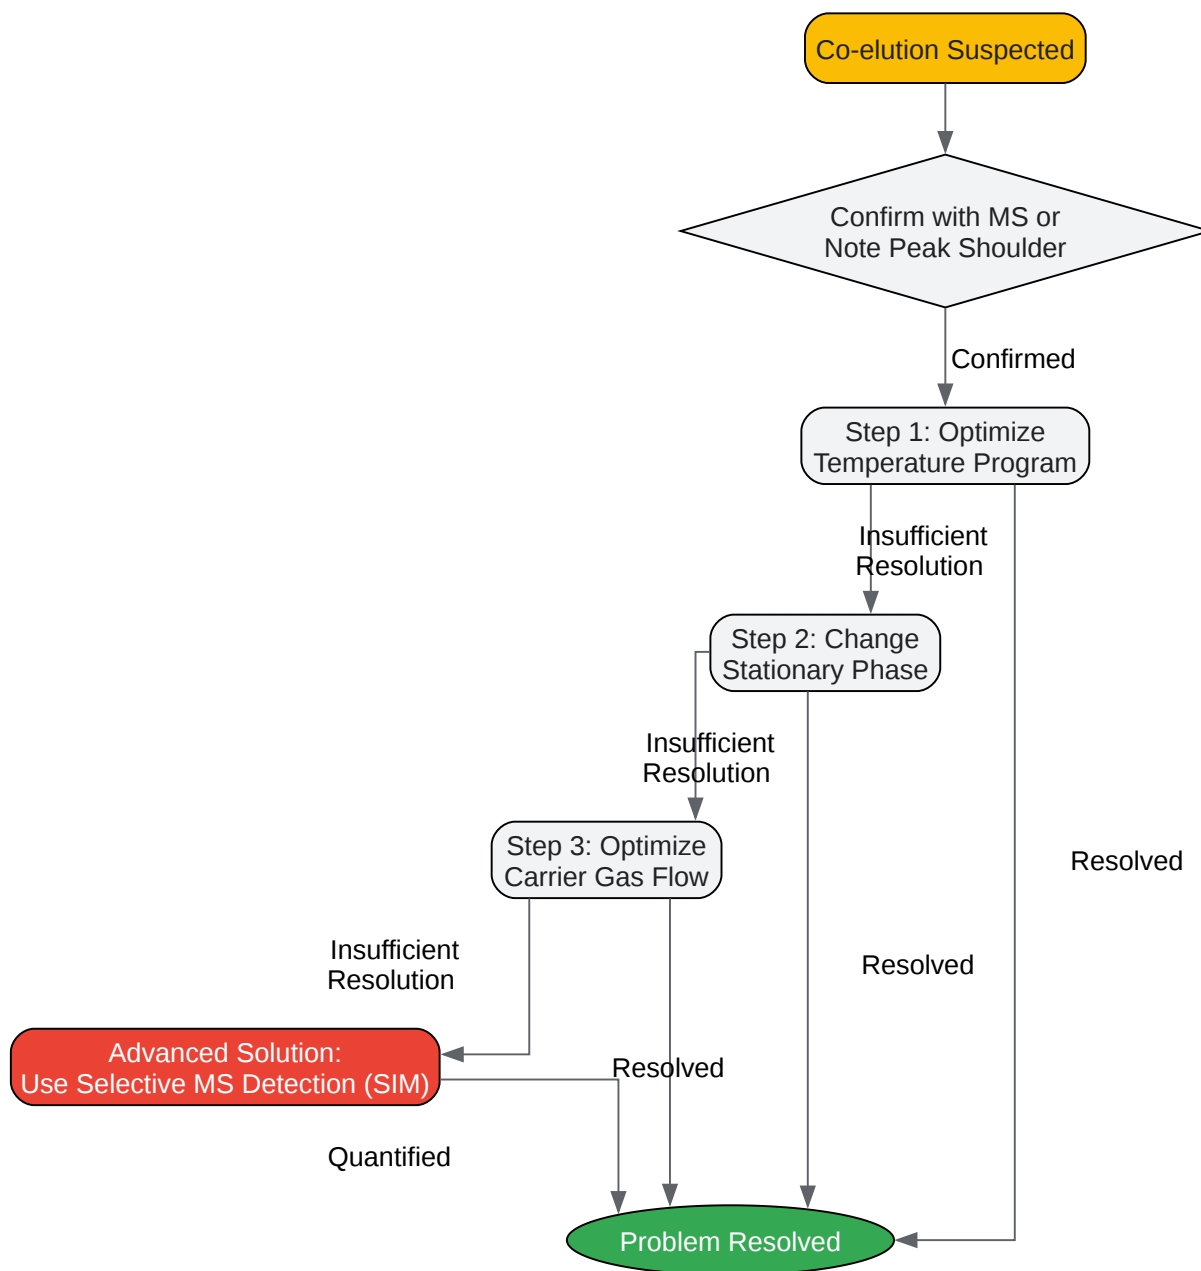 Co-elution Suspected
Confirm with MS or
Note Peak Shoulder
Confirmed
Step 1: Optimize
Temperature Program
Insufficient
Resolution
Step 2: Change
Stationary Phase
Insufficient
Resolution
Step 3: Optimize
Carrier Gas Flow
Resolved
Resolved
Insufficient
Resolution
Advanced Solution:
Use Selective MS Detection (SIM)
Resolved
Quantified
Problem Resolved